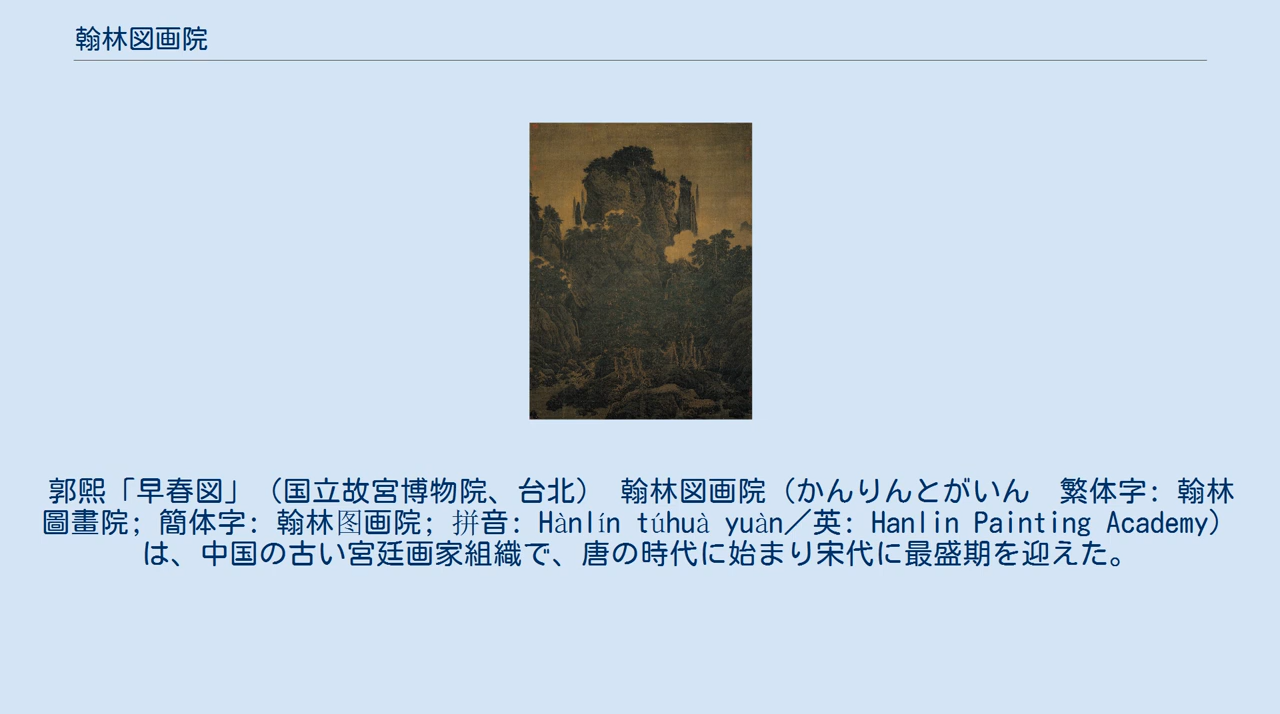 翰林図画院
郭熙「早春図」（国立故宮博物院、台北） 翰林図画院（かんりんとがいん　繁体字: 翰林
圖畫院; 簡体字: 翰林图画院; 拼音: Hànlín túhuà yuàn／英: Hanlin Painting Academy）
は、中国の古い宮廷画家組織で、唐の時代に始まり宋代に最盛期を迎えた。